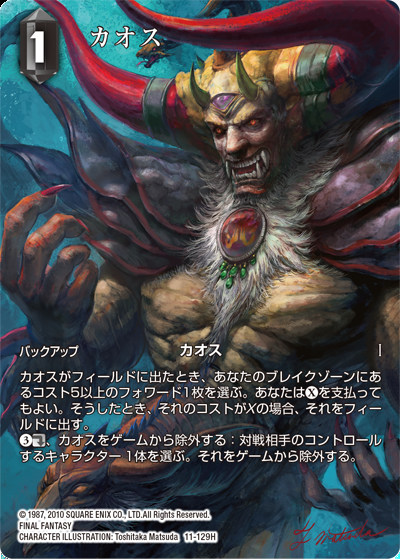 1 カオス
バックアップ カオス I
カオスがフィールドに出たとき、あなたのブレイクゾーンにあ
るコスト5以上のフォワード1枚を選ぶ。あなたはⓍを支払って
もよい。そうしたとき、それのコストがXの場合、それをフィー
ルドに出す。
③、カオスをゲームから除外する：対戦相手のコントロール
するキャラクター1体を選ぶ。それをゲームから除外する。
© 1987, 2010 SQUARE ENIX CO., LTD.All Rights Reserved.
FINAL FANTASY
CHARACTER ILLUSTRATION: Toshitaka Matsuda 11-129H